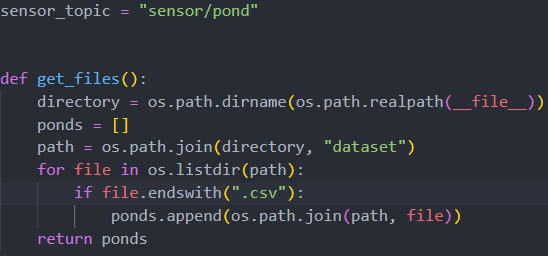 sensor_topic = "sensor/pond"
def get_files():
    directory = os.path.dirname(os.path.realpath(__file__))
    ponds = []
    path = os.path.join(directory, "dataset")
    for file in os.listdir(path):
        if file.endswith(".csv"):
            ponds.append(os.path.join(path, file))
    return ponds